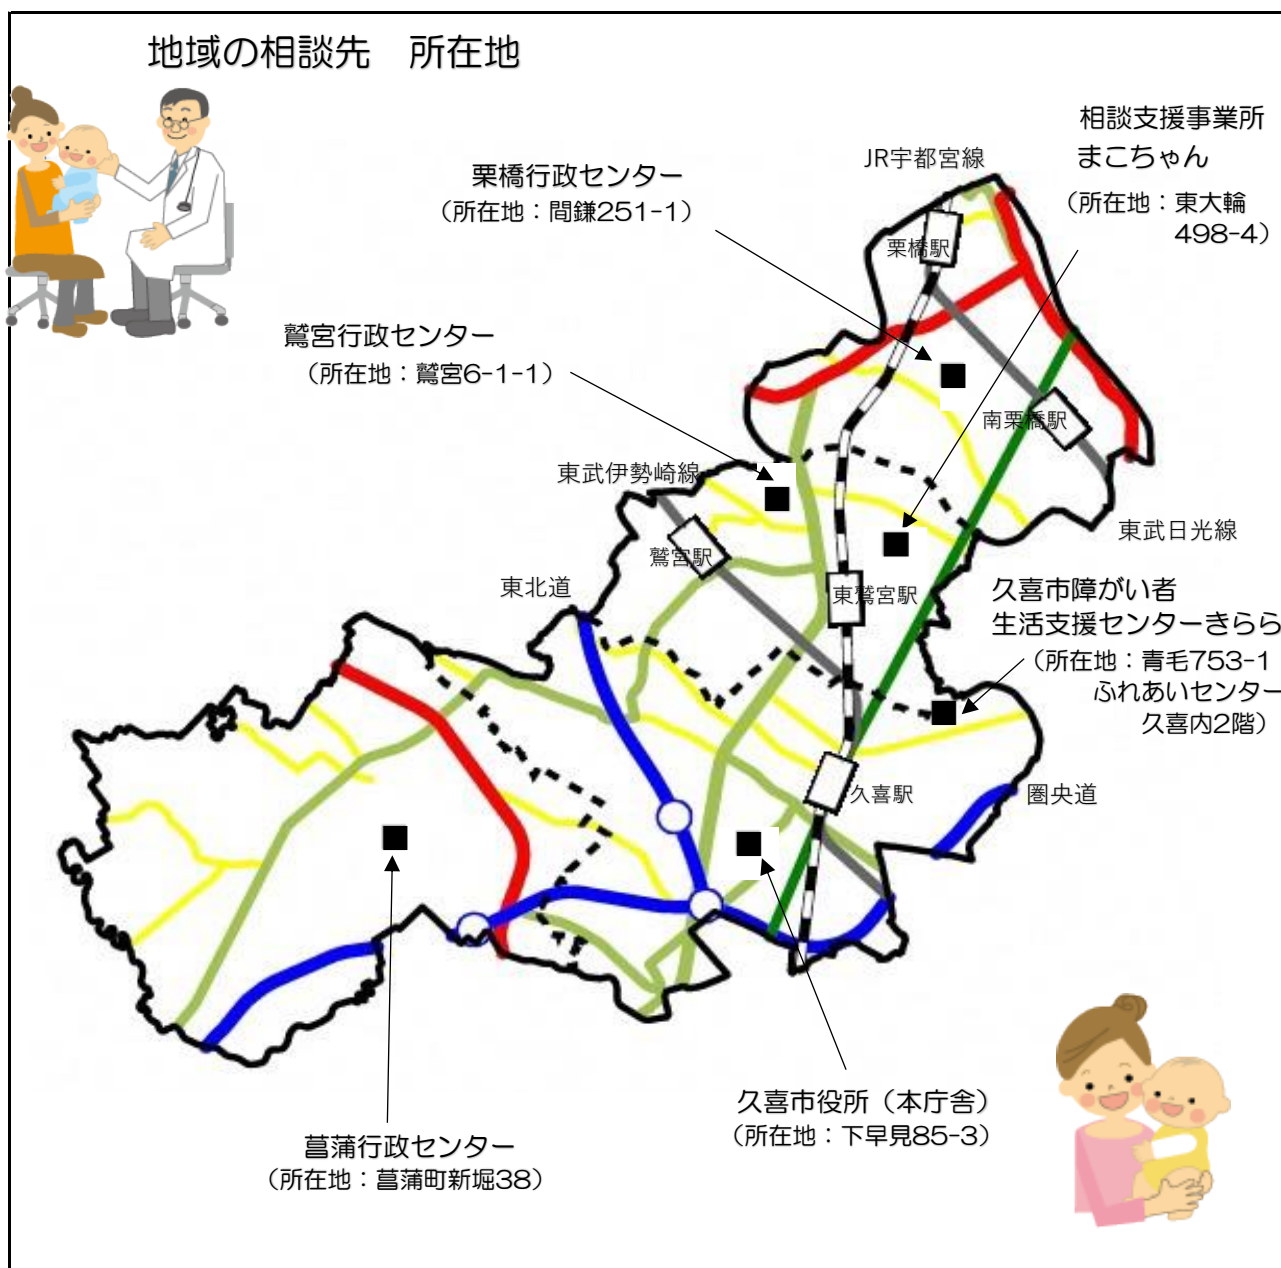 地域の相談先　所在地
相談支援事業所
まこちゃん
（所在地：東大輪
498-4）
JR宇都宮線
栗橋行政センター
（所在地：間鎌251-1）
栗橋駅
鷲宮行政センター
（所在地：鷲宮6-1-1）
南栗橋駅
東武伊勢崎線
東武日光線
鷲宮駅
東北道
東鷲宮駅
久喜市障がい者
生活支援センターきらら
（所在地：青毛753-1
ふれあいセンター
久喜内2階）
久喜駅
圏央道
久喜市役所（本庁舎）
（所在地：下早見85-3）
菖蒲行政センター
（所在地：菖蒲町新堀38）